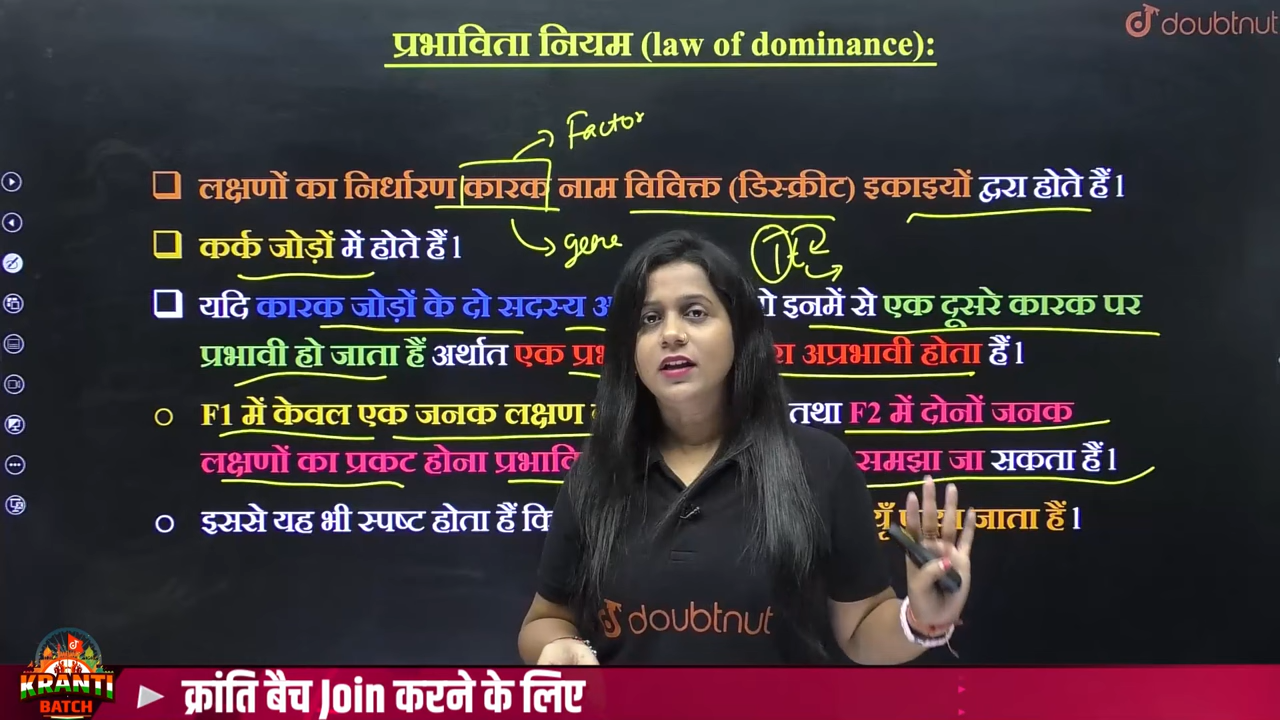 doubtnut
प्रभाविता नियम (law of dominance):
Factor
❑ लक्षणों का निर्धारण कारक नाम विविक्त (डिस्क्रीट) इकाइयों द्वरा होते हैं l
gene
❑ कर्क जोड़ों में होते हैं l
❑ यदि कारक जोड़ों के दो सदस्य इनमें से एक दूसरे कारक पर
प्रभावी हो जाता हैं अर्थात एक अप्रभावी होता हैं l
○ F1 में केवल एक जनक लक्षण तथा F2 में दोनों जनक
लक्षणों का प्रकट होना समझा जा सकता हैं l
○ इससे यह भी स्पष्ट होता हैं कि जाता हैं l
doubtnut
KRANTI
BATCH
क्रांति बैच Join करने के लिए